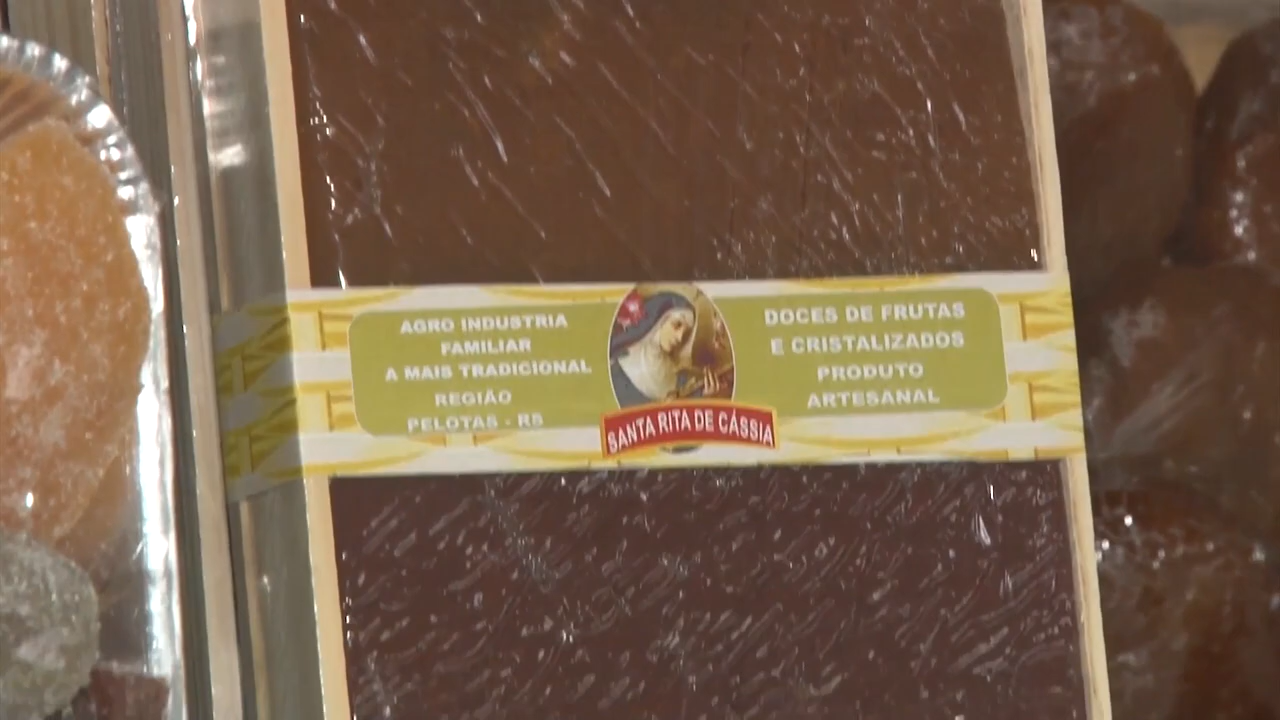 AGRO INDUSTRIA
FAMILIAR
A MAIS TRADICIONAL
REGIÃO
PELOTAS - RS
SANTA RITA DE CÁSSIA
DOCES DE FRUTAS
E CRISTALIZADOS
PRODUTO
ARTESANAL